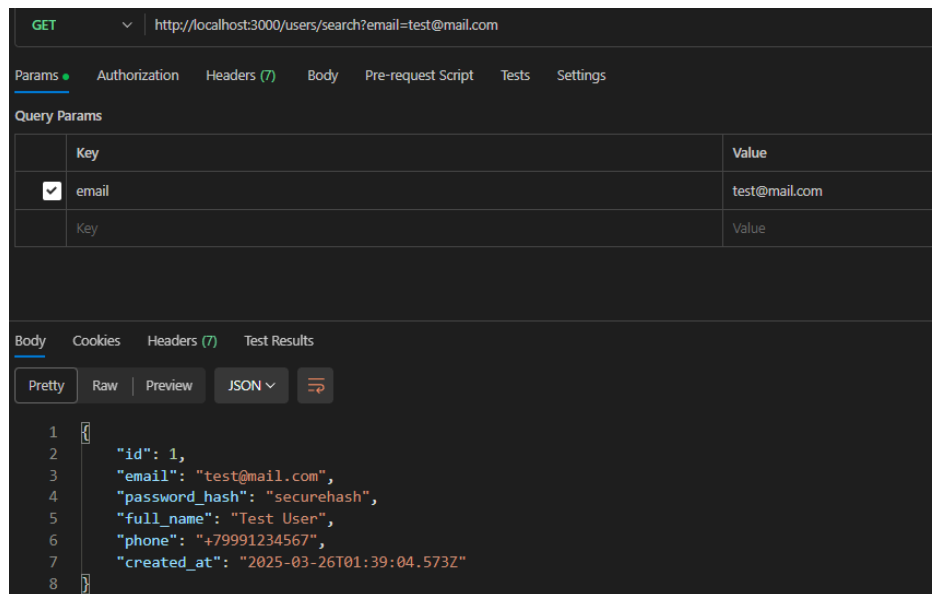 GET http://localhost:3000/users/search?email=test@mail.com
Params Authorization Headers (7) Body Pre-request Script Tests Settings
Query Params
Key Value
email test@mail.com
Key Value
Body Cookies Headers (7) Test Results
Pretty Raw Preview JSON
1 {
2 "id": 1,
3 "email": "test@mail.com",
4 "password_hash": "securehash",
5 "full_name": "Test User",
6 "phone": "+79991234567",
7 "created_at": "2025-03-26T01:39:04.573Z"
8 }